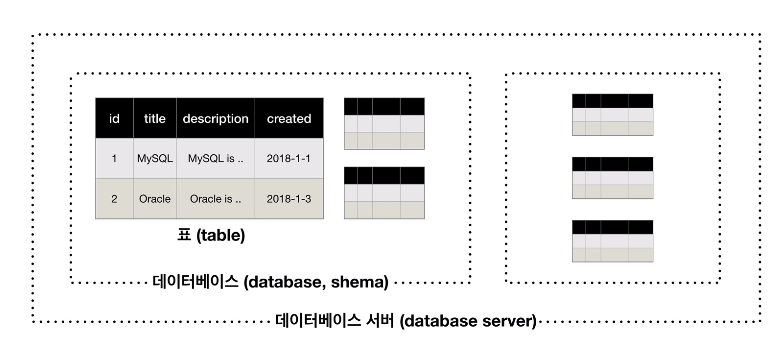 id title description created
1 MySQL MySQL is .. 2018-1-1
2 Oracle Oracle is .. 2018-1-3
표 (table)
데이터베이스 (database, shema)
데이터베이스 서버 (database server)